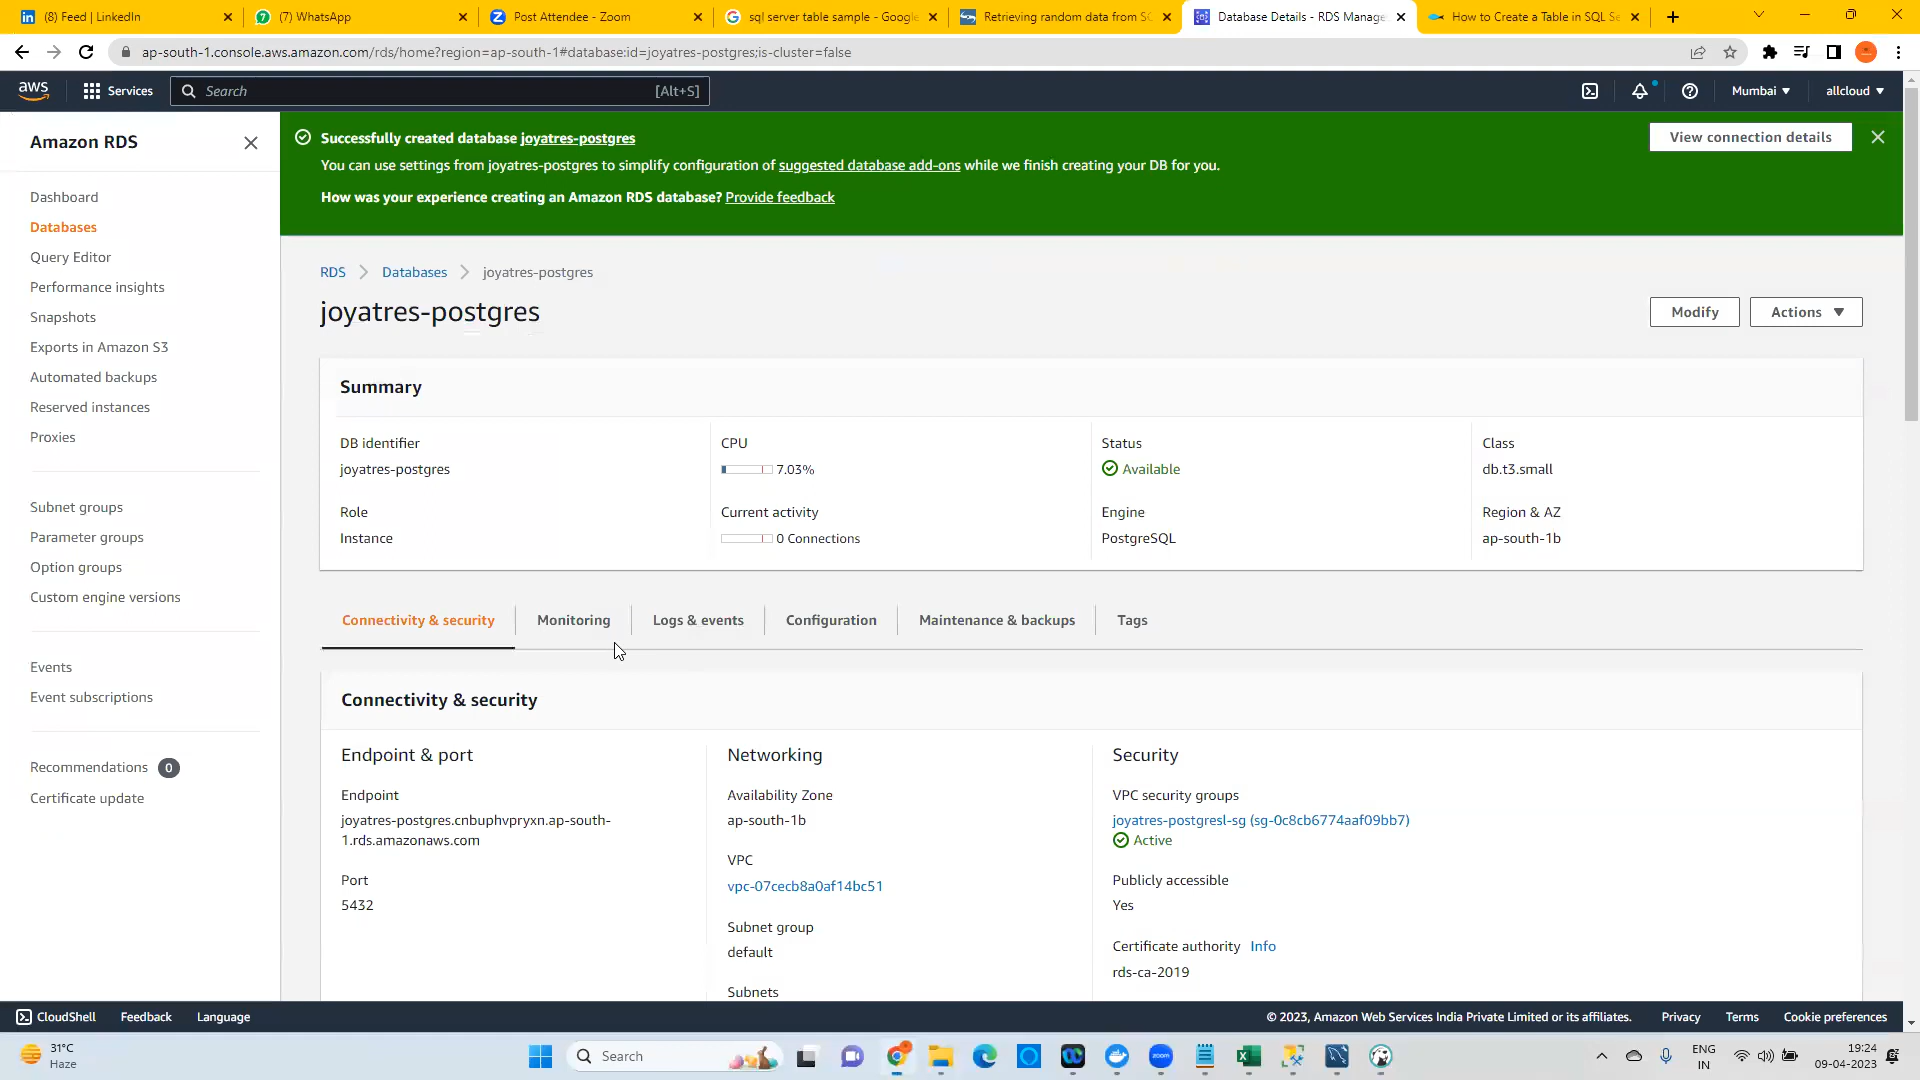 (8) Feed | LinkedIn
(7) WhatsApp
Post Attendee - Zoom
sql server table sample - Google
Retrieving random data from SC
Database Details - RDS Manage
How to Create a Table in SQL Se
ap-south-1.console.aws.amazon.com/rds/home?region=ap-south-1#database:id=joyatres-postgres;is-cluster=false
aws
Services
Search
[Alt+S]
Mumbai
allcloud
Amazon RDS
Dashboard
Databases
Query Editor
Performance insights
Snapshots
Exports in Amazon S3
Automated backups
Reserved instances
Proxies
Subnet groups
Parameter groups
Option groups
Custom engine versions
Events
Event subscriptions
Recommendations 0
Certificate update
Successfully created database joyatres-postgres
You can use settings from joyatres-postgres to simplify configuration of suggested database add-ons while we finish creating your DB for you.
How was your experience creating an Amazon RDS database? Provide feedback
View connection details
RDS
Databases
joyatres-postgres
joyatres-postgres
Modify
Actions
Summary
DB identifier
joyatres-postgres
CPU
7.03%
Status
Available
Class
db.t3.small
Role
Instance
Current activity
0 Connections
Engine
PostgreSQL
Region & AZ
ap-south-1b
Connectivity & security
Monitoring
Logs & events
Configuration
Maintenance & backups
Tags
Connectivity & security
Endpoint & port
Endpoint
joyatres-postgres.cnbuphvpryxn.ap-south-
1.rds.amazonaws.com
Port
5432
Networking
Availability Zone
ap-south-1b
VPC
vpc-07cecb8a0af14bc51
Subnet group
default
Subnets
Security
VPC security groups
joyatres-postgresl-sg (sg-0c8cb6774aaf09bb7)
Active
Publicly accessible
Yes
Certificate authority Info
rds-ca-2019
CloudShell
Feedback
Language
© 2023, Amazon Web Services India Private Limited or its affiliates.
Privacy
Terms
Cookie preferences
31°C
Haze
Search
zoom
ENG
IN
19:24
09-04-2023